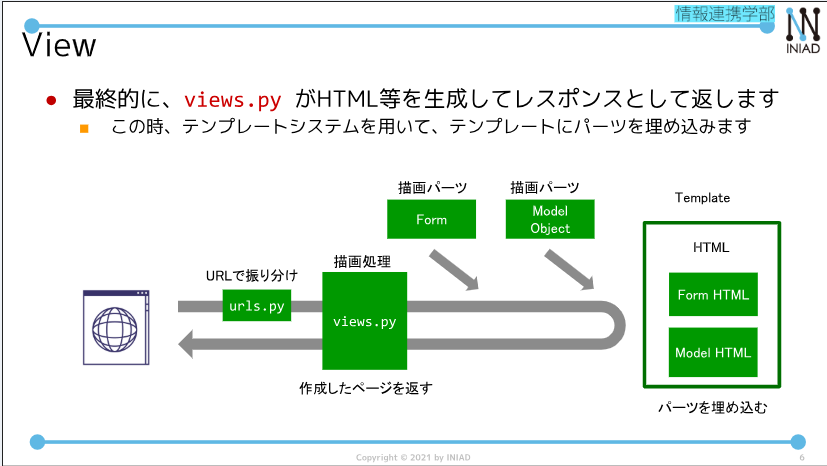 情報連携学部
INIAD
View
● 最終的に、views.py がHTML等を生成してレスポンスとして返します
■ この時、テンプレートシステムを用いて、テンプレートにパーツを埋め込みます
描画パーツ
描画パーツ
Template
Form
Model
Object
HTML
描画処理
URLで振り分け
Form HTML
urls.py
views.py
Model HTML
作成したページを返す
パーツを埋め込む
Copyright © 2021 by INIAD
6